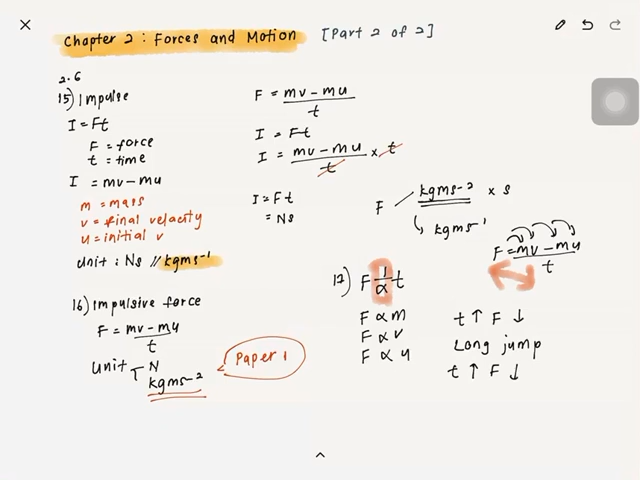 Chapter 2 : Forces and Motion [Part 2 of 2]
2.6
15) Impulse
I = Ft
F = force
t = time
I = mv - mu
m = mass
v = final velocity
u = initial v
Unit : Ns // kgms-1
16) Impulsive force
F = mv - mu
t
Unit N
kgms-2
Paper 1
F = mv - mu
t
I = Ft
I = mv - mu × t
t
I = Ft
= Ns
F kgms-2 × s
kgms-1
F = mv - mu
t
17) F 1/α t
F α m
F α v
F α u
t ↑ F ↓
Long jump
t ↑ F ↓